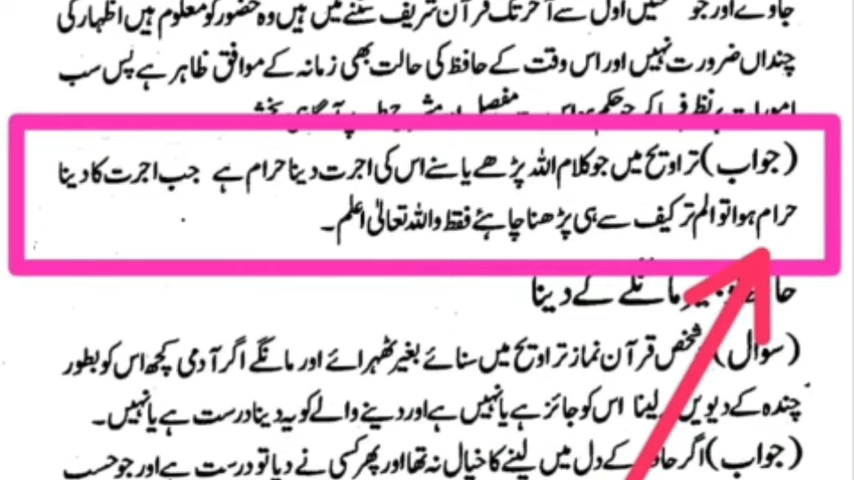 جاوے اور جو سنیں اول سے آخر تک قرآن شریف سننے میں ہیں وہ حضور کو معلوم ہیں اظہار کی
چنداں ضرورت نہیں اور اس وقت کے حافظ کی حالت بھی زمانہ کے موافق ظاہر ہے پس سب
(جواب) تراویح میں جو کلام اللہ پڑھے یا سنے اس کی اجرت دینا حرام ہے جب اجرت کا دینا
حرام ہوا تو الم ترکیف سے ہی پڑھنا چاہئے فقط واللہ تعالیٰ اعلم۔
مانگے کے دینا
(سوال) شخص قرآن نماز تراویح میں سنائے بغیر ٹھہرائے اور مانگے اگر آدمی کچھ اس کو بطور
چندہ کے دیویں لینا اس کو جائز ہے یا نہیں ہے اور دینے والے کو یہ دینا درست ہے یا نہیں۔
(جواب) اگر کے دل میں لینے کا خیال نہ تھا اور پھر کسی نے دیا تو درست ہے اور جو حسب